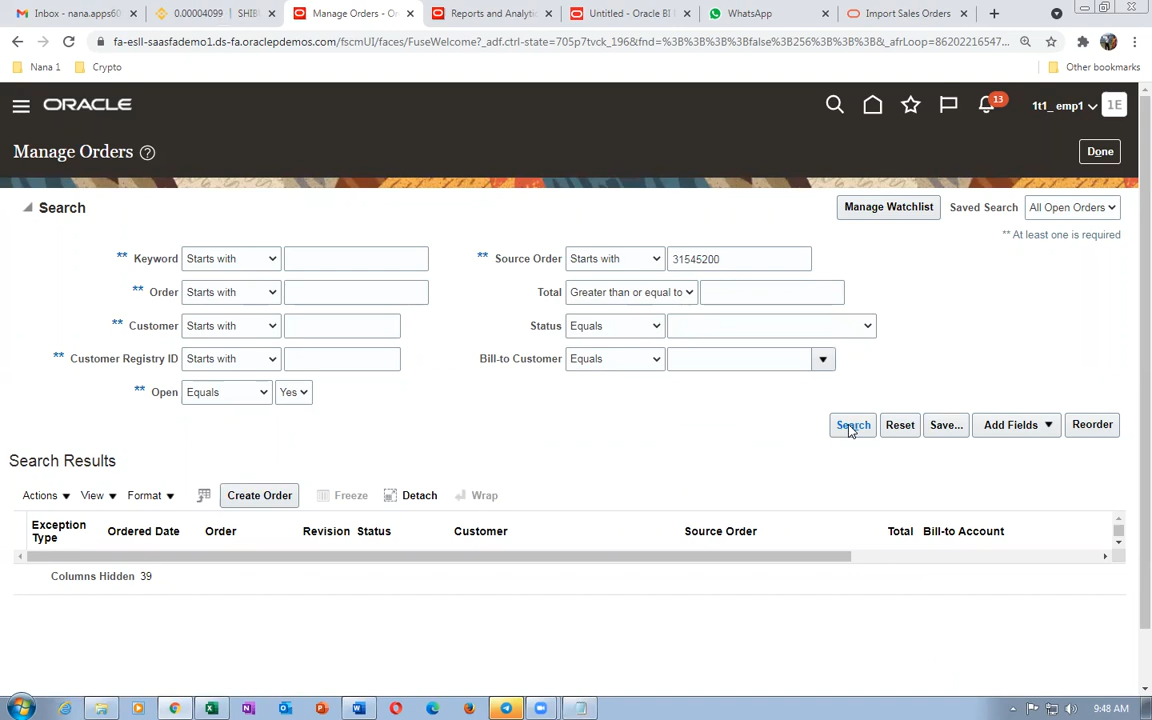 Inbox - nana.apps60
0.00004099 | SHIB
Manage Orders - Or
Reports and Analytic
Untitled - Oracle BI
WhatsApp
Import Sales Orders
fa-esll-saasfademo1.ds-fa.oraclepdemos.com/fscmUI/faces/FuseWelcome?_adf.ctrl-state=705p7tvck_196&fnd=%3B%3B%3B%3Bfalse%3B256%3B%3B%3B&_afrLoop=86202216547...
Nana 1
Crypto
Other bookmarks
ORACLE
13
1t1_ emp1
1E
Manage Orders
Done
Search
Manage Watchlist
Saved Search
All Open Orders
** At least one is required
** Keyword Starts with
** Source Order Starts with 31545200
** Order Starts with
Total Greater than or equal to
** Customer Starts with
Status Equals
** Customer Registry ID Starts with
Bill-to Customer Equals
** Open Equals Yes
Search Reset Save... Add Fields Reorder
Search Results
Actions View Format Create Order Freeze Detach Wrap
Exception Type Ordered Date Order Revision Status Customer Source Order Total Bill-to Account
Columns Hidden 39
9:48 AM